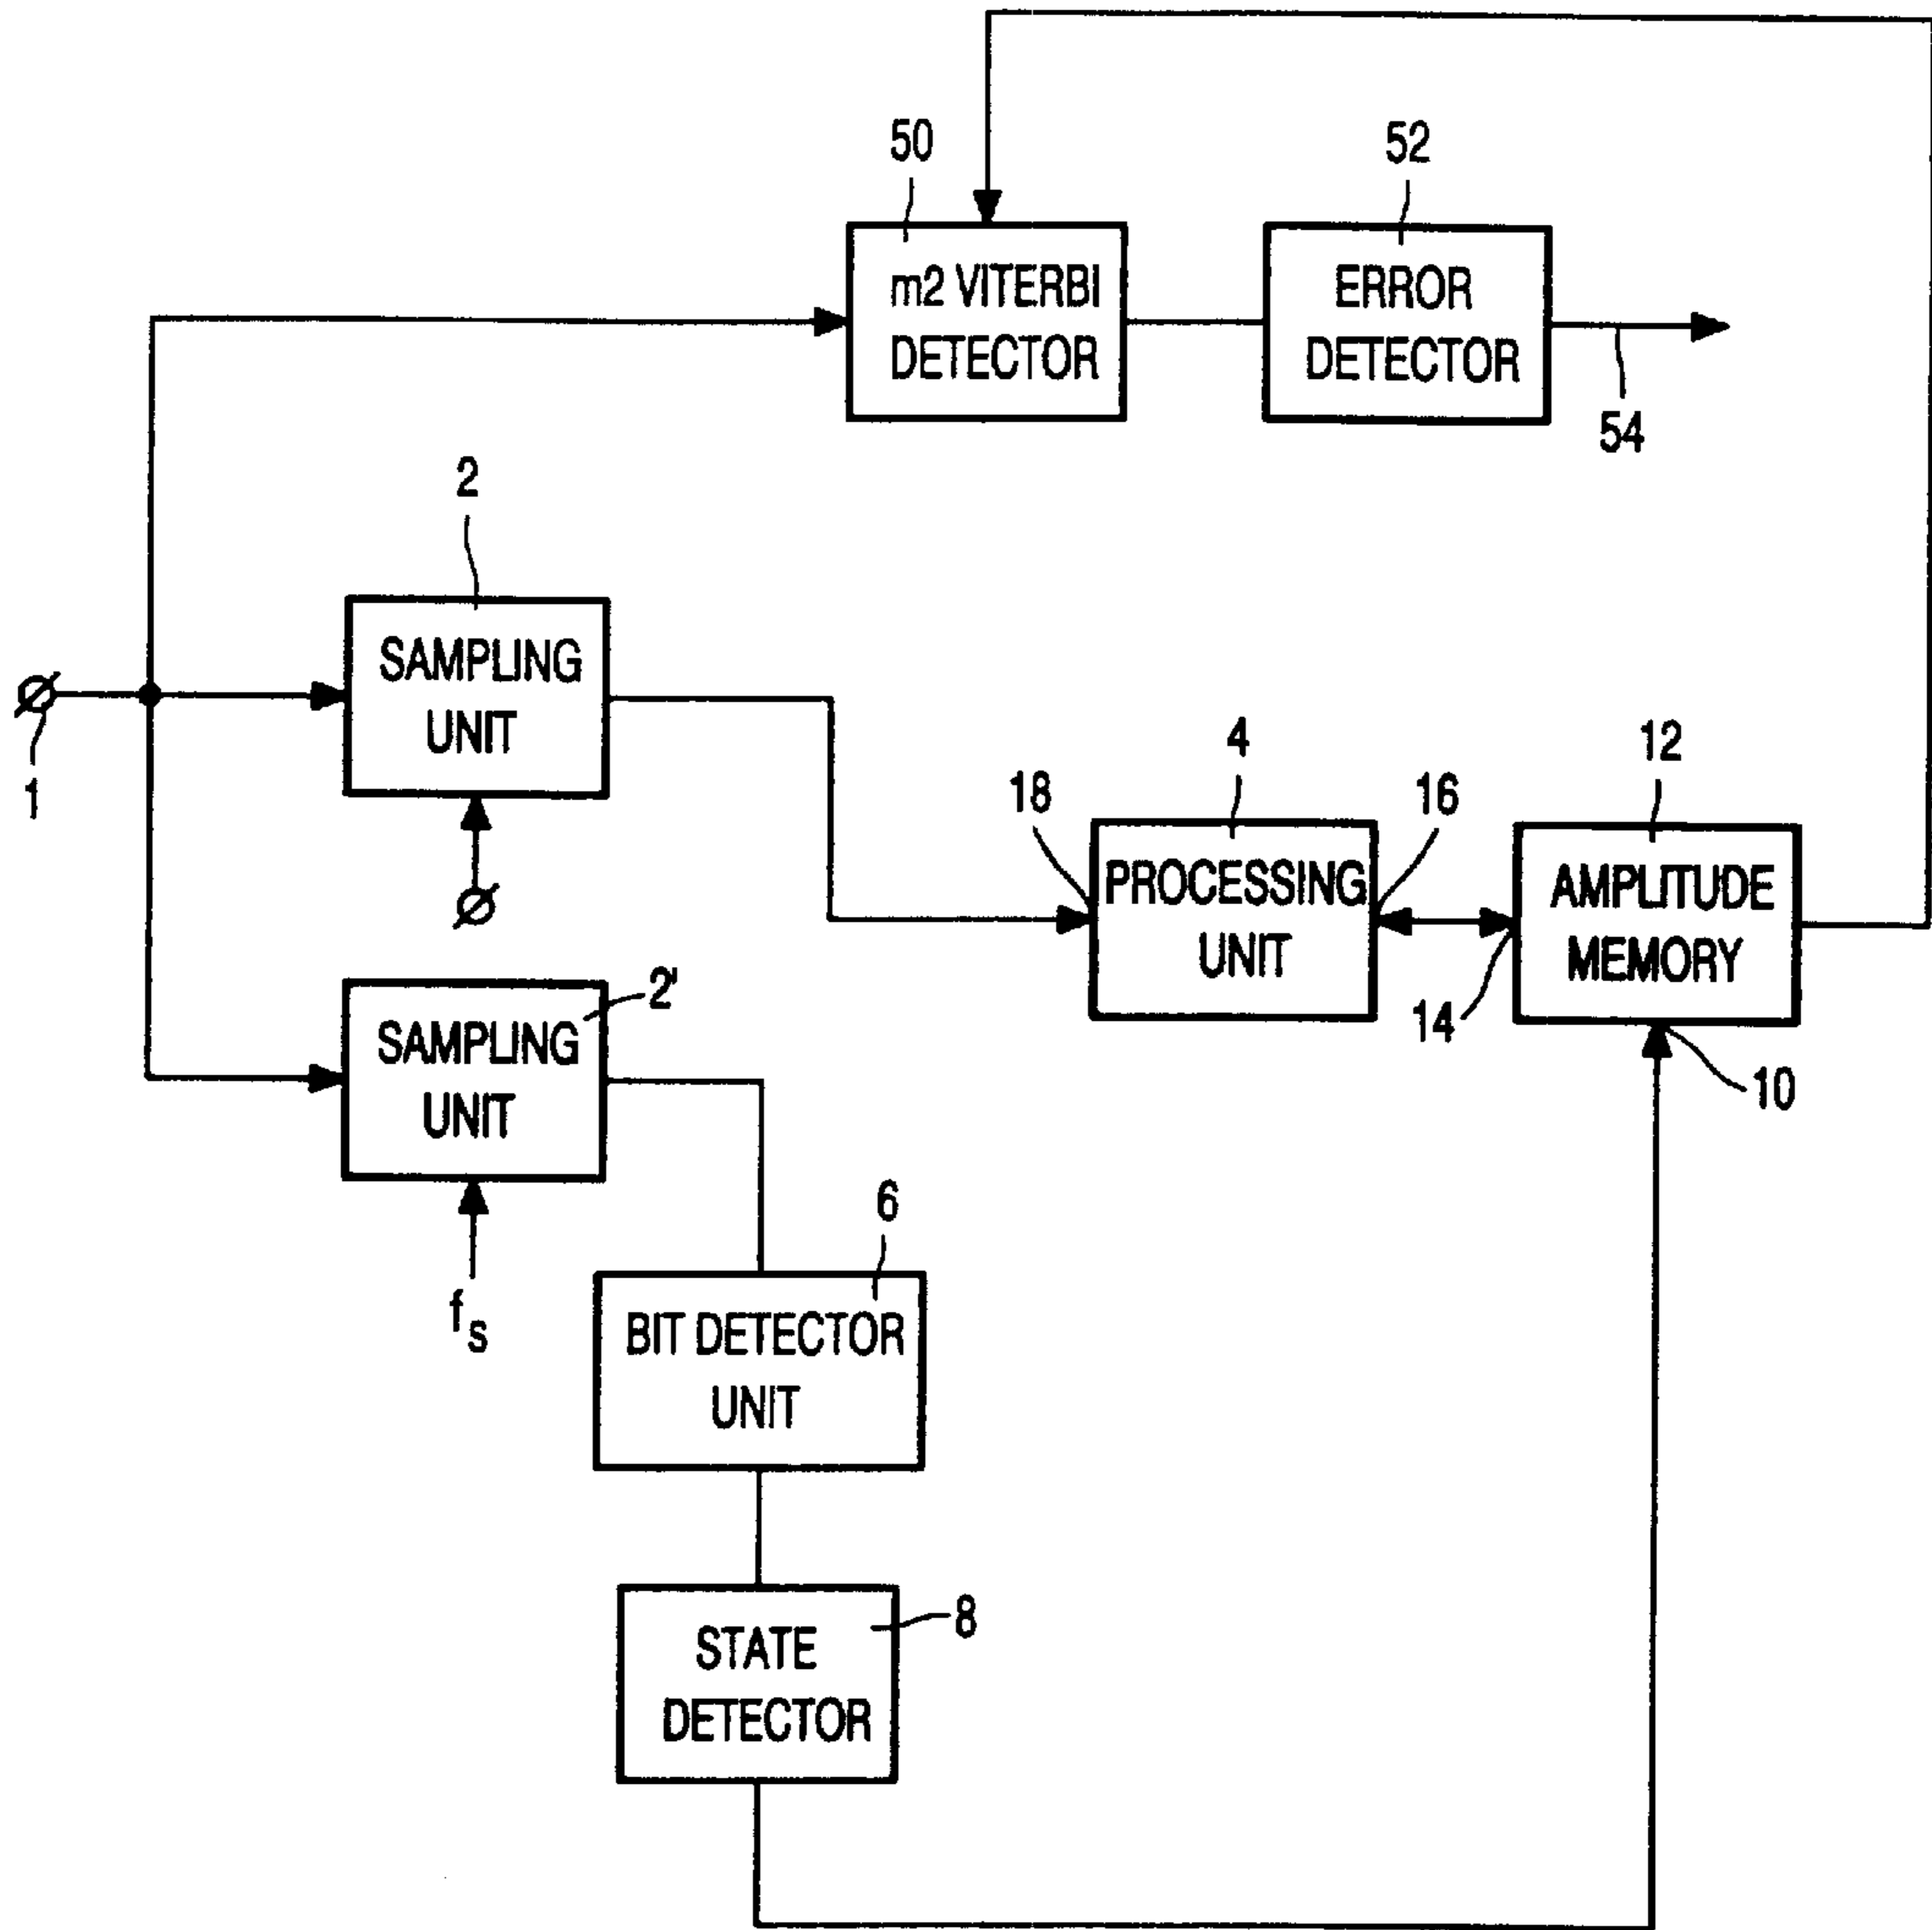 50
52
m2 VITERBI
DETECTOR
ERROR
DETECTOR
54
2
SAMPLING
UNIT
1
ø
4
12
18
16
PROCESSING
UNIT
AMPLITUDE
MEMORY
14
10
2'
SAMPLING
UNIT
fs
6
BIT DETECTOR
UNIT
8
STATE
DETECTOR